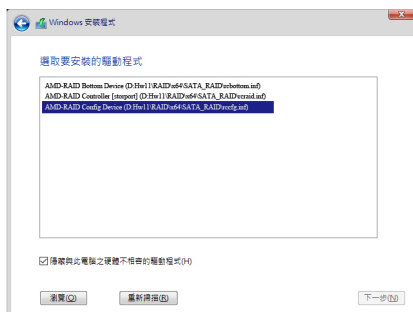 Windows 安裝程式
選取要安裝的驅動程式
AMD-RAID Bottom Device (D:\Hw11\RAID\x64\SATA_RAID\rcbottom.inf)
AMD-RAID Controller [storport] (D:\Hw11\RAID\x64\SATA_RAID\rcraid.inf)
AMD-RAID Config Device (D:\Hw11\RAID\x64\SATA_RAID\rccfg.inf)
隱藏與此電腦之硬體不相容的驅動程式(H)
瀏覽(O) 重新掃描(R) 下一步(N)